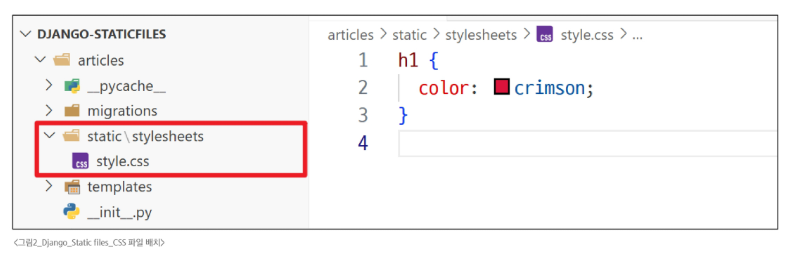 DJANGO-STATICFILES
articles
__pycache__
migrations
static\stylesheets
css style.css
templates
__init__.py
articles > static > stylesheets > css style.css > ...
1 h1 {
2 color: crimson;
3 }
4
<그림2_Django_Static files_CSS 파일 배치>